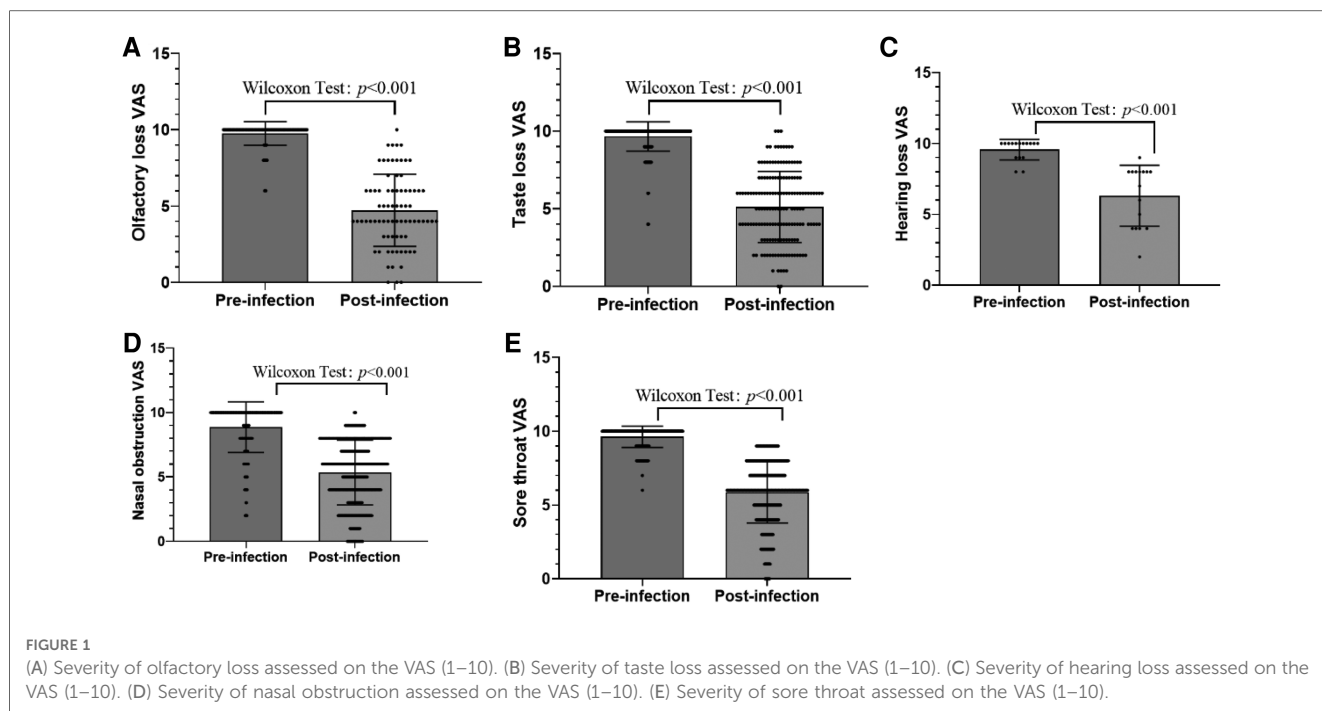 A
15
10
5
0
Olfactory loss VAS
Wilcoxon Test: p<0.001
Pre-infection
Post-infection
B
15
10
5
0
Taste loss VAS
Wilcoxon Test: p<0.001
Pre-infection
Post-infection
C
15
10
5
0
Hearing loss VAS
Wilcoxon Test: p<0.001
Pre-infection
Post-infection
D
15
10
5
0
Nasal obstruction VAS
Wilcoxon Test: p<0.001
Pre-infection
Post-infection
E
15
10
5
0
Sore throat VAS
Wilcoxon Test: p<0.001
Pre-infection
Post-infection
FIGURE 1
(A) Severity of olfactory loss assessed on the VAS (1–10). (B) Severity of taste loss assessed on the VAS (1–10). (C) Severity of hearing loss assessed on the
VAS (1–10). (D) Severity of nasal obstruction assessed on the VAS (1–10). (E) Severity of sore throat assessed on the VAS (1–10).